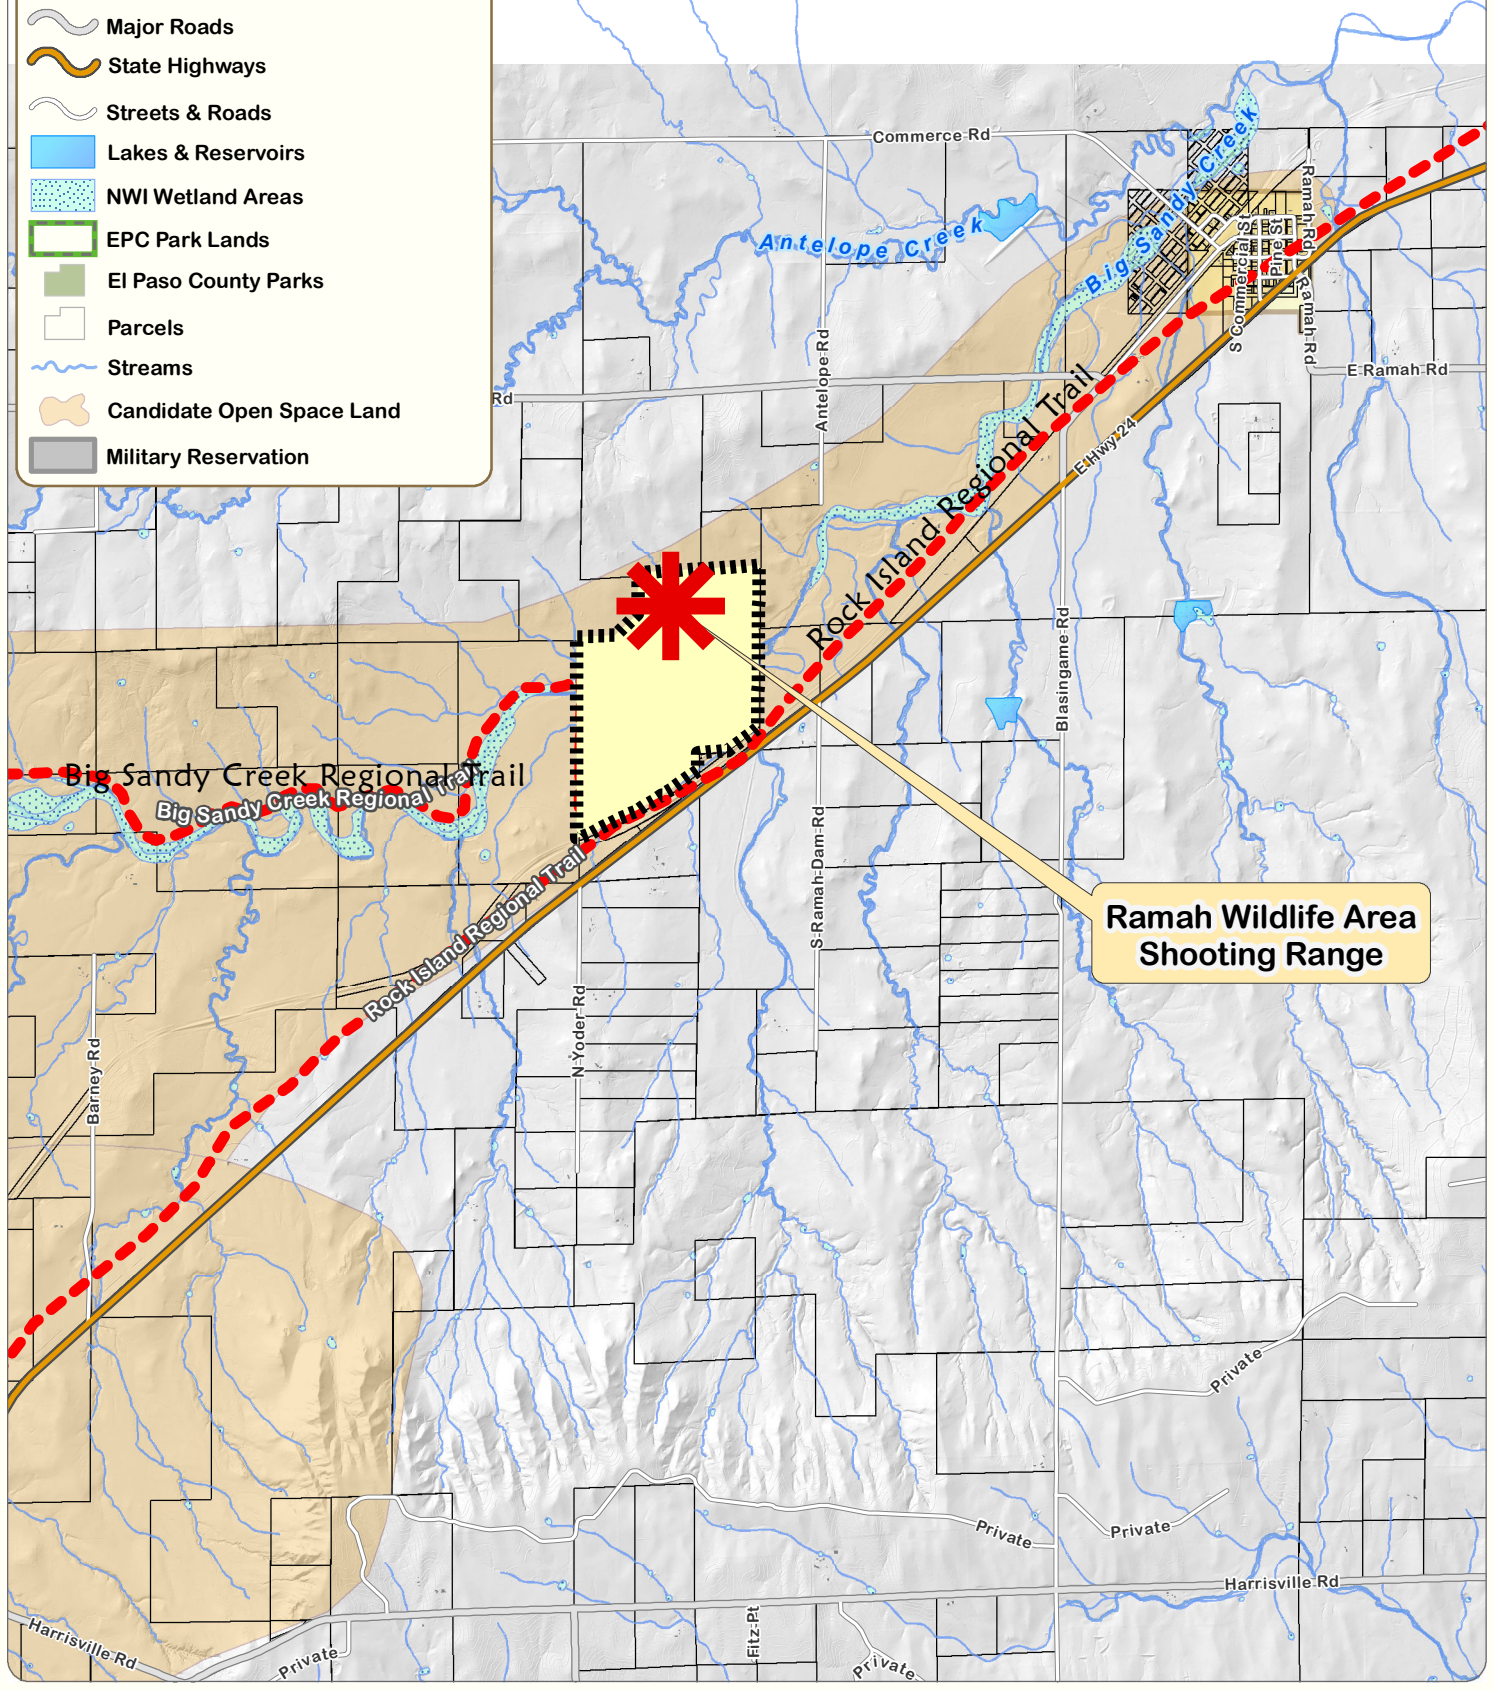 Major Roads
State Highways
Streets & Roads
Lakes & Reservoirs
NWI Wetland Areas
EPC Park Lands
El Paso County Parks
Parcels
Streams
Candidate Open Space Land
Military Reservation
Commerce Rd
Antelope Creek
Big Sandy Creek
Ramah Rd
Pine St
S Commercial St
Ramah Rd
E Ramah Rd
Rd
Antelope Rd
Rock Island Regional Trail
E Hwy 24
Blasingame Rd
Big Sandy Creek Regional Trail
Big Sandy Creek Regional Trail
Rock Island Regional Trail
S Ramah Dam Rd
Ramah Wildlife Area
Shooting Range
N Yoder Rd
Barney Rd
Private
Private
Private
Harrisville Rd
Harrisville Rd
Private
Fitz Pt
Private